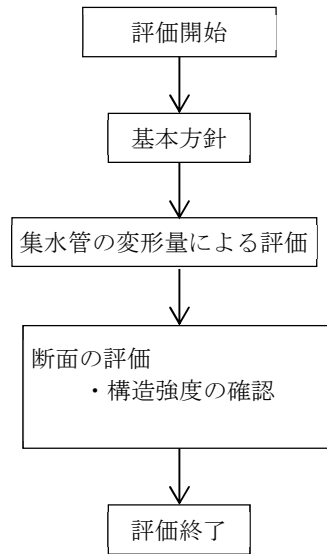 評価開始
基本方針
集水管の変形量による評価
断面の評価
・構造強度の確認
評価終了